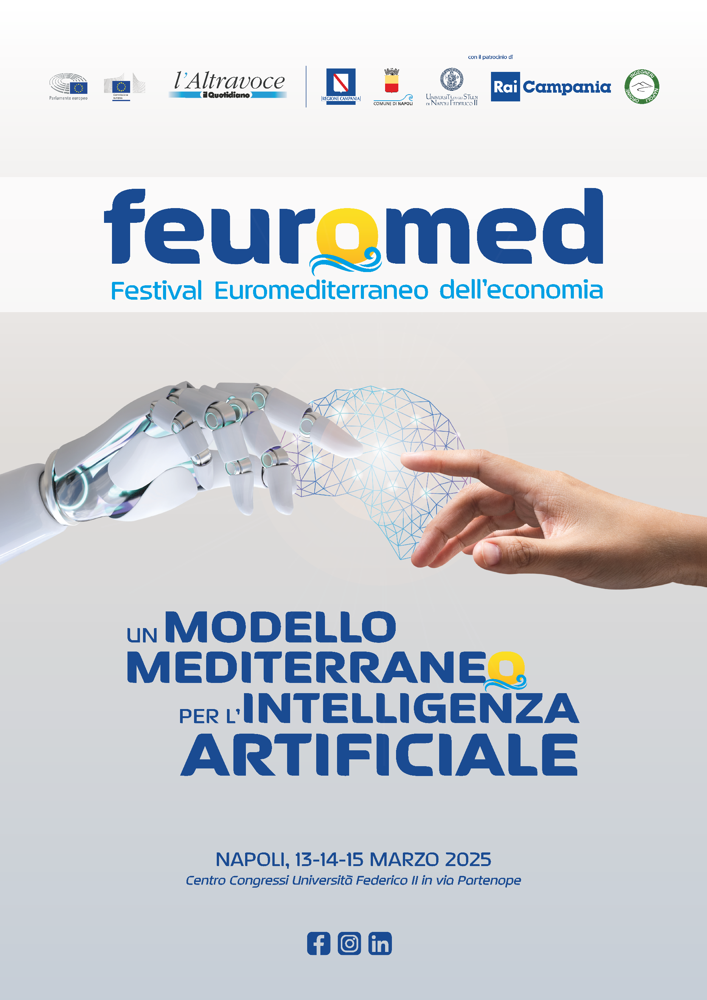 con il patrocinio di
Parlamento europeo
Commissione
europea
l'Altravoce
il Quotidiano
REGIONE CAMPANIA
COMUNE DI NAPOLI
UNIVERSITÀ DEGLI STUDI
DI NAPOLI FEDERICO II
Rai Campania
INGEGNERI
NAPOLI
ORDINE
feuromed
Festival Euromediterraneo dell'economia
UN MODELLO
MEDITERRANEO
PER L'INTELLIGENZA
ARTIFICIALE
NAPOLI, 13-14-15 MARZO 2025
Centro Congressi Università Federico II in via Partenope